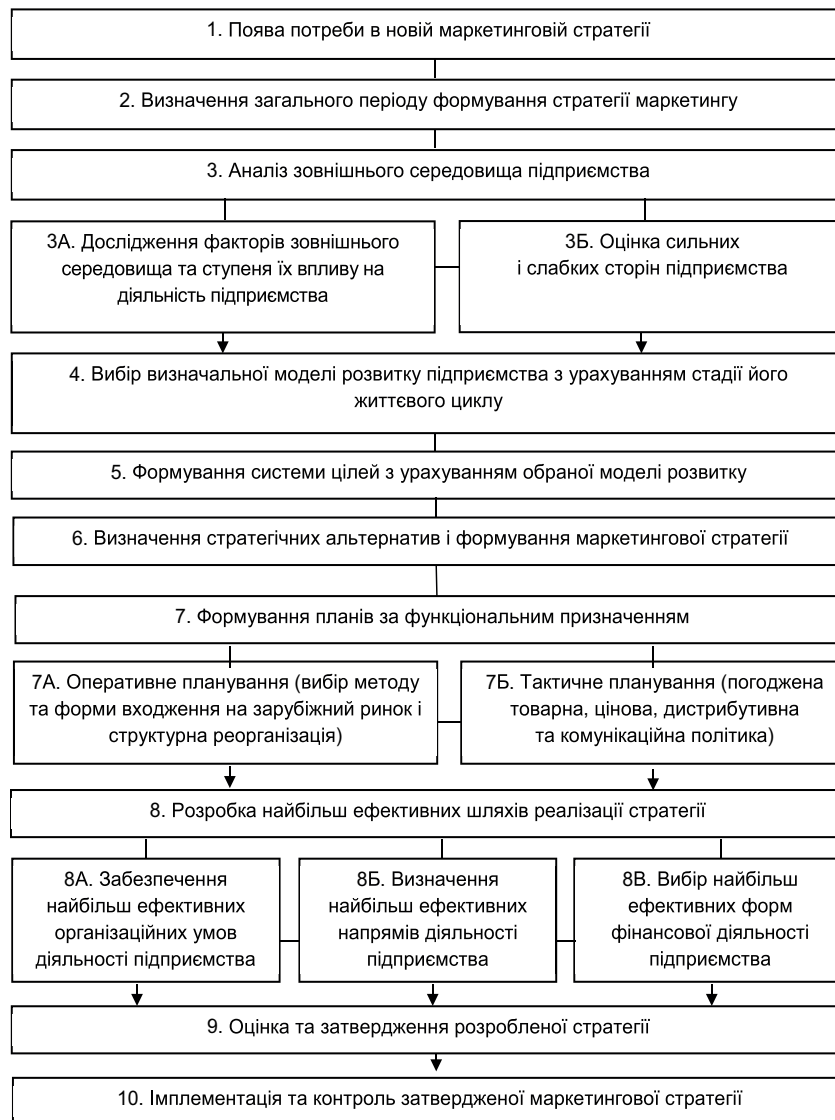 1. Поява потреби в новій маркетинговій стратегії
2. Визначення загального періоду формування стратегії маркетингу
3. Аналіз зовнішнього середовища підприємства
3А. Дослідження факторів зовнішнього
середовища та ступеня їх впливу на
діяльність підприємства
3Б. Оцінка сильних
і слабких сторін підприємства
4. Вибір визначальної моделі розвитку підприємства з урахуванням стадії його
життєвого циклу
5. Формування системи цілей з урахуванням обраної моделі розвитку
6. Визначення стратегічних альтернатив і формування маркетингової стратегії
7. Формування планів за функціональним призначенням
7А. Оперативне планування (вибір методу
та форми входження на зарубіжний ринок і
структурна реорганізація)
7Б. Тактичне планування (погоджена
товарна, цінова, дистрибутивна
та комунікаційна політика)
8. Розробка найбільш ефективних шляхів реалізації стратегії
8А. Забезпечення
найбільш ефективних
організаційних умов
діяльності підприємства
8Б. Визначення
найбільш ефективних
напрямів діяльності
підприємства
8В. Вибір найбільш
ефективних форм
фінансової діяльності
підприємства
9. Оцінка та затвердження розробленої стратегії
10. Імплементація та контроль затвердженої маркетингової стратегії